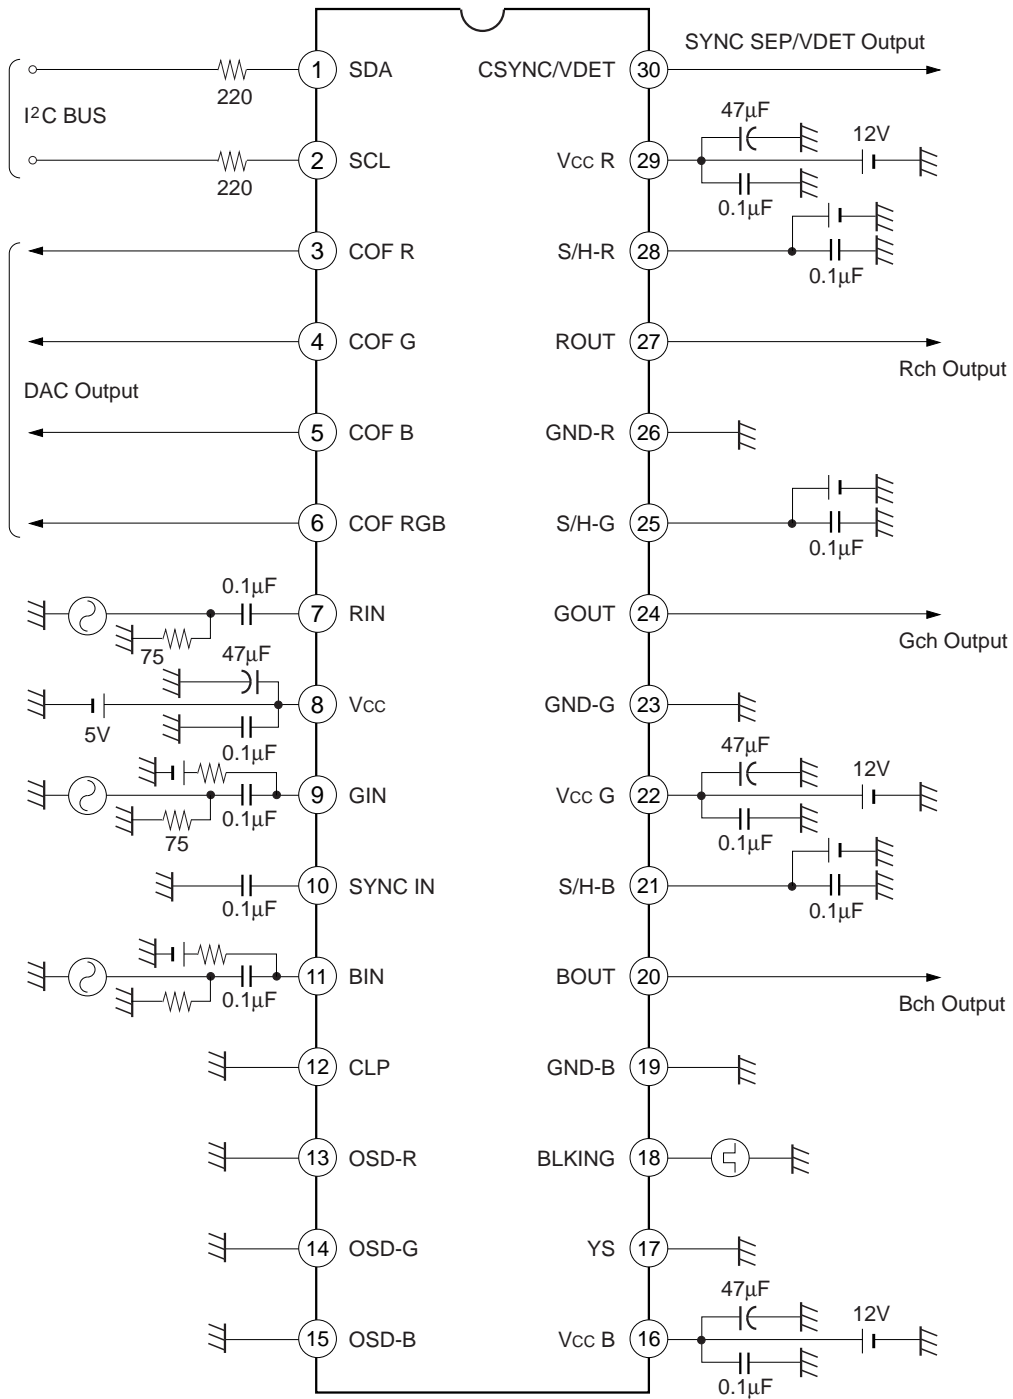 SYNC SEP/VDET Output
1 SDA
CSYNC/VDET 30
220
I²C BUS
47µF
12V
2 SCL
VCC R 29
220
0.1µF
3 COF R
S/H-R 28
0.1µF
4 COF G
ROUT 27
Rch Output
DAC Output
5 COF B
GND-R 26
6 COF RGB
S/H-G 25
0.1µF
0.1µF
7 RIN
GOUT 24
Gch Output
75
47µF
8 VCC
GND-G 23
5V
0.1µF
47µF
12V
9 GIN
VCC G 22
0.1µF
75
0.1µF
10 SYNC IN
S/H-B 21
0.1µF
0.1µF
11 BIN
BOUT 20
0.1µF
Bch Output
12 CLP
GND-B 19
13 OSD-R
BLKING 18
14 OSD-G
YS 17
47µF
12V
15 OSD-B
VCC B 16
0.1µF